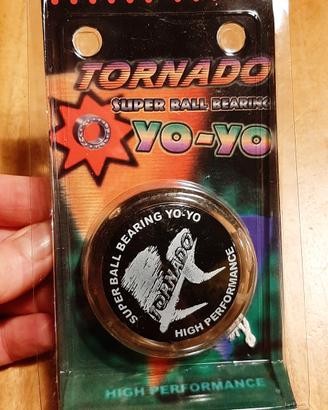 TORNADO
SUPER BALL BEARING
YO-YO
SUPER BALL BEARING YO-YO
TORNADO
HIGH PERFORMANCE
HIGH PERFORMANCE